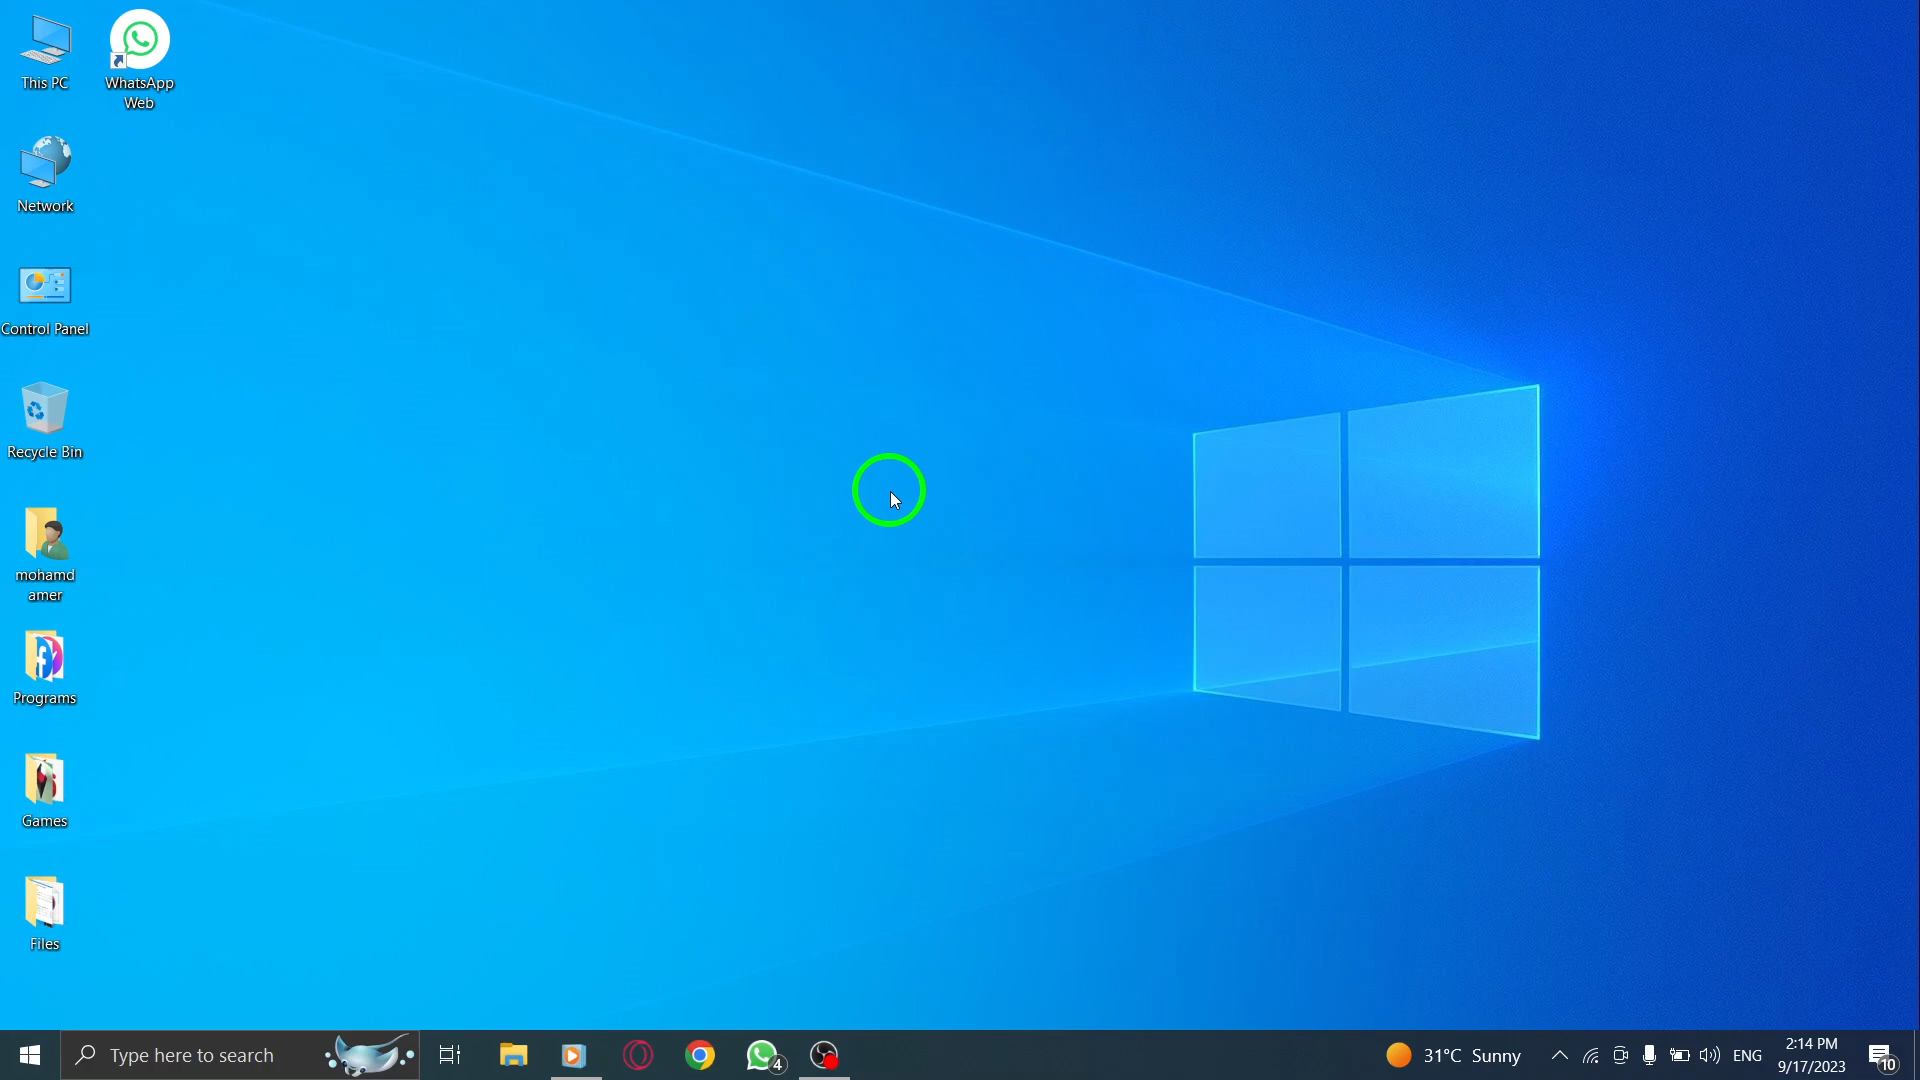 This PC
WhatsApp
Web
Network
Control Panel
Recycle Bin
mohamd
amer
Programs
Games
Files
Type here to search
4
31°C Sunny
ENG
2:14 PM
9/17/2023
10